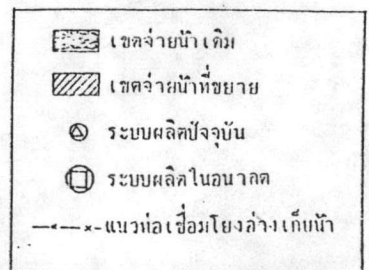 เขตจ่ายน้ำเดิม
เขตจ่ายน้ำที่ขยาย
ระบบผลิตปัจจุบัน
ระบบผลิตในอนาคต
แนวท่อเชื่อมโยงอ่างเก็บน้ำ